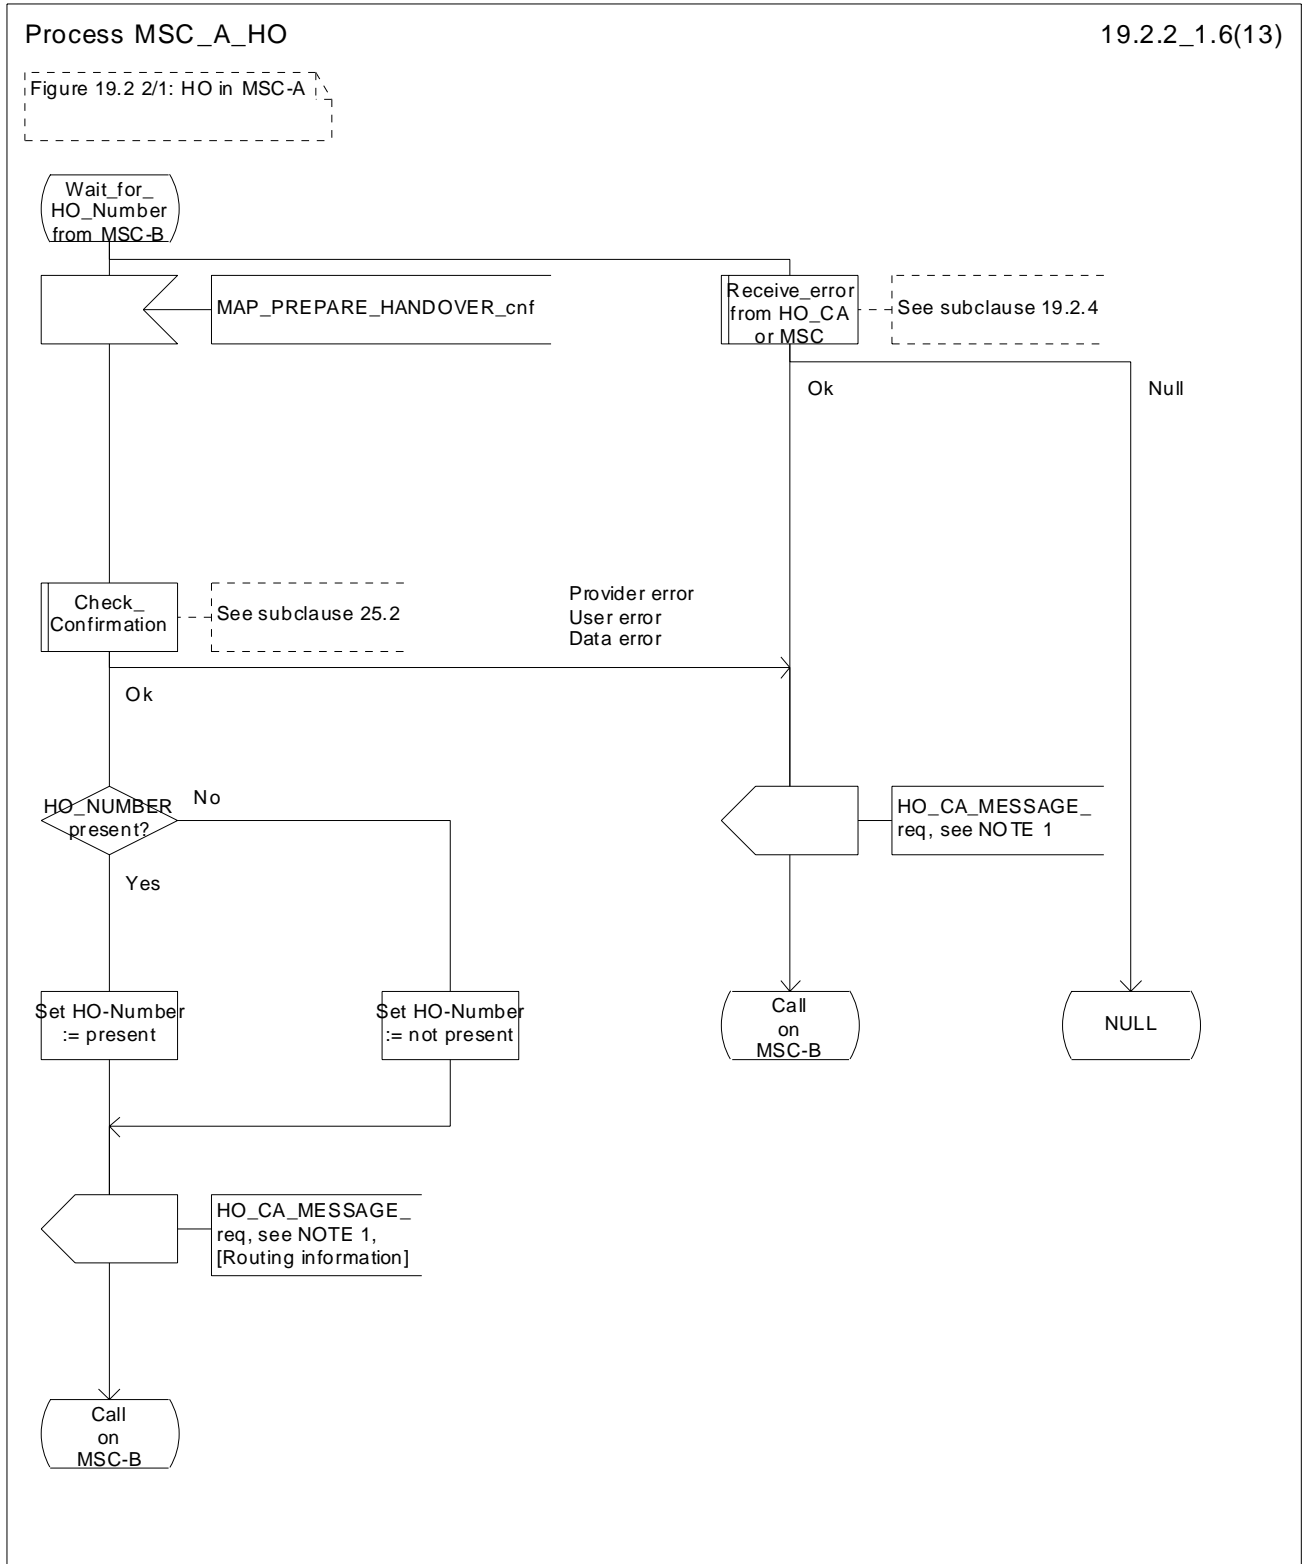 Process MSC_A_HO
19.2.2_1.6(13)
Figure 19.2 2/1: HO in MSC-A
Wait_for_
HO_Number
from MSC-B
MAP_PREPARE_HANDOVER_cnf
Receive_error
from HO_CA
or MSC
See subclause 19.2.4
Ok
Null
Check_
Confirmation
See subclause 25.2
Provider error
User error
Data error
Ok
HO_NUMBER
present?
No
HO_CA_MESSAGE_
req, see NOTE 1
Yes
Set HO-Number
:= present
Set HO-Number
:= not present
Call
on
MSC-B
NULL
HO_CA_MESSAGE_
req, see NOTE 1,
[Routing information]
Call
on
MSC-B